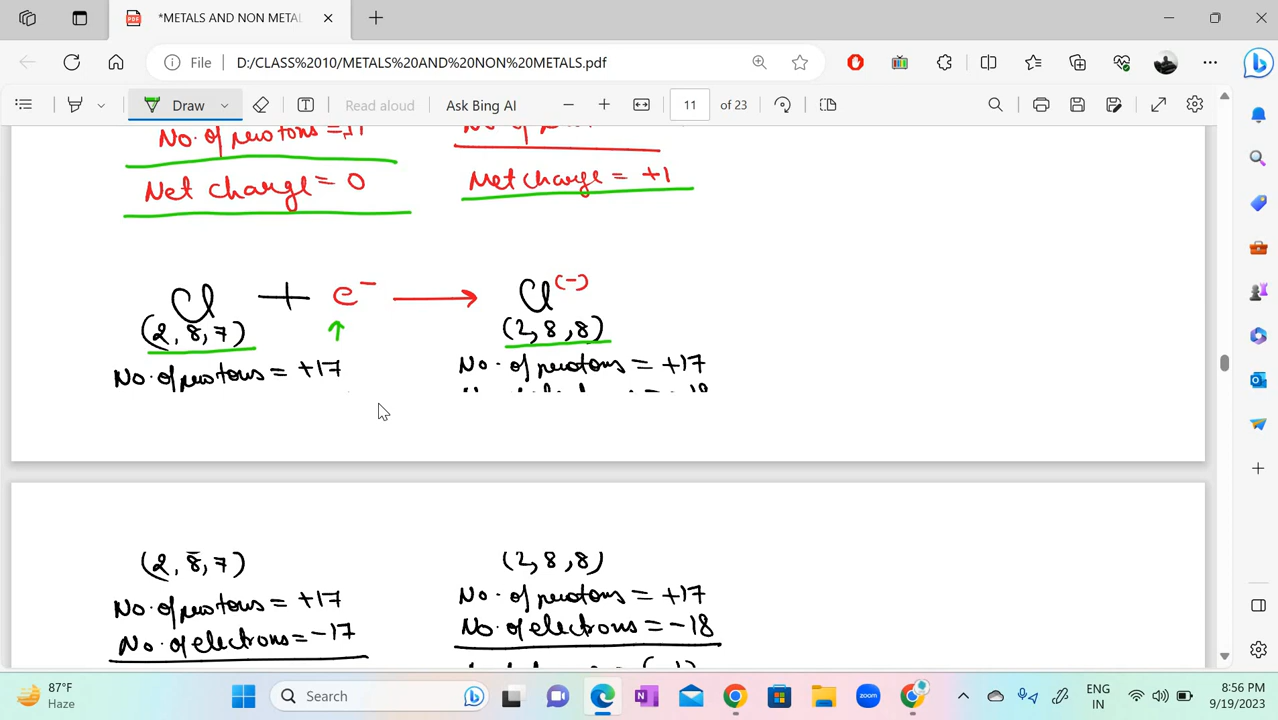 *METALS AND NON METAL
File D:/CLASS%2010/METALS%20AND%20NON%20METALS.pdf
Draw Read aloud Ask Bing AI 11 of 23
No. of protons = 11
Net charge = 0
Net charge = +1
Cl + e⁻ → Cl(-)
(2, 8, 7) (2, 8, 8)
No. of protons = +17 No. of protons = +17
(2, 8, 7) (2, 8, 8)
No. of protons = +17 No. of protons = +17
No. of electrons = -17 No. of electrons = -18
87°F
Haze
Search
zoom
ENG
IN
8:56 PM
9/19/2023